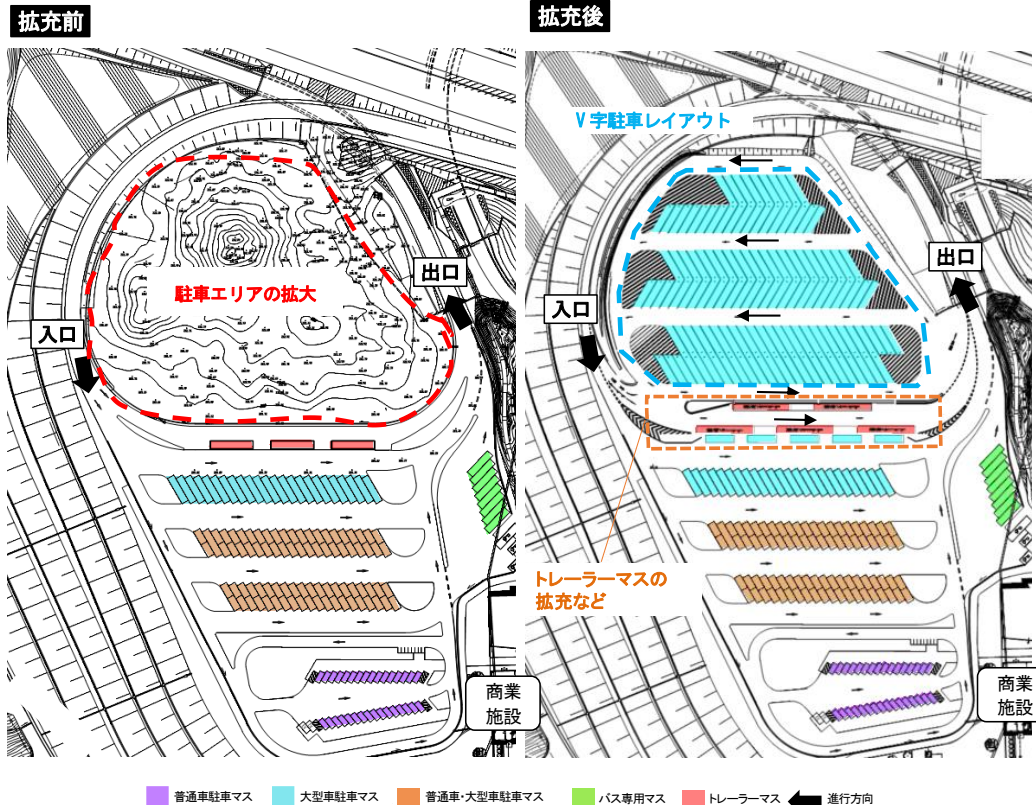 拡充前
拡充後
V字駐車レイアウト
駐車エリアの拡大
出口
入口
出口
入口
トレーラーマスの
拡充など
商業
施設
商業
施設
普通車駐車マス
大型車駐車マス
普通車・大型車駐車マス
バス専用マス
トレーラーマス
進行方向